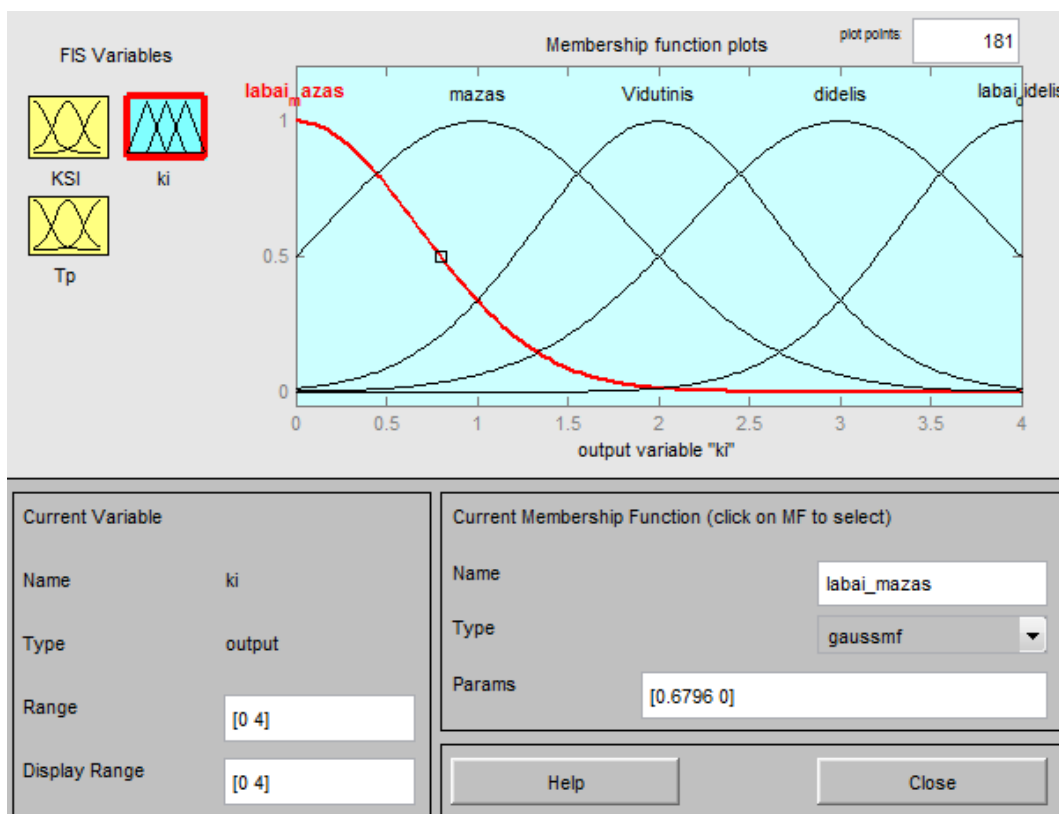 FIS Variables
KSI
ki
Tp
Membership function plots
plot points:
181
labai_mazas
mazas
Vidutinis
didelis
labai_didelis
1
0.5
0
0
0.5
1
1.5
2
2.5
3
3.5
4
output variable "ki"
Current Variable
Name
ki
Type
output
Range
[0 4]
Display Range
[0 4]
Current Membership Function (click on MF to select)
Name
labai_mazas
Type
gaussmf
Params
[0.6796 0]
Help
Close